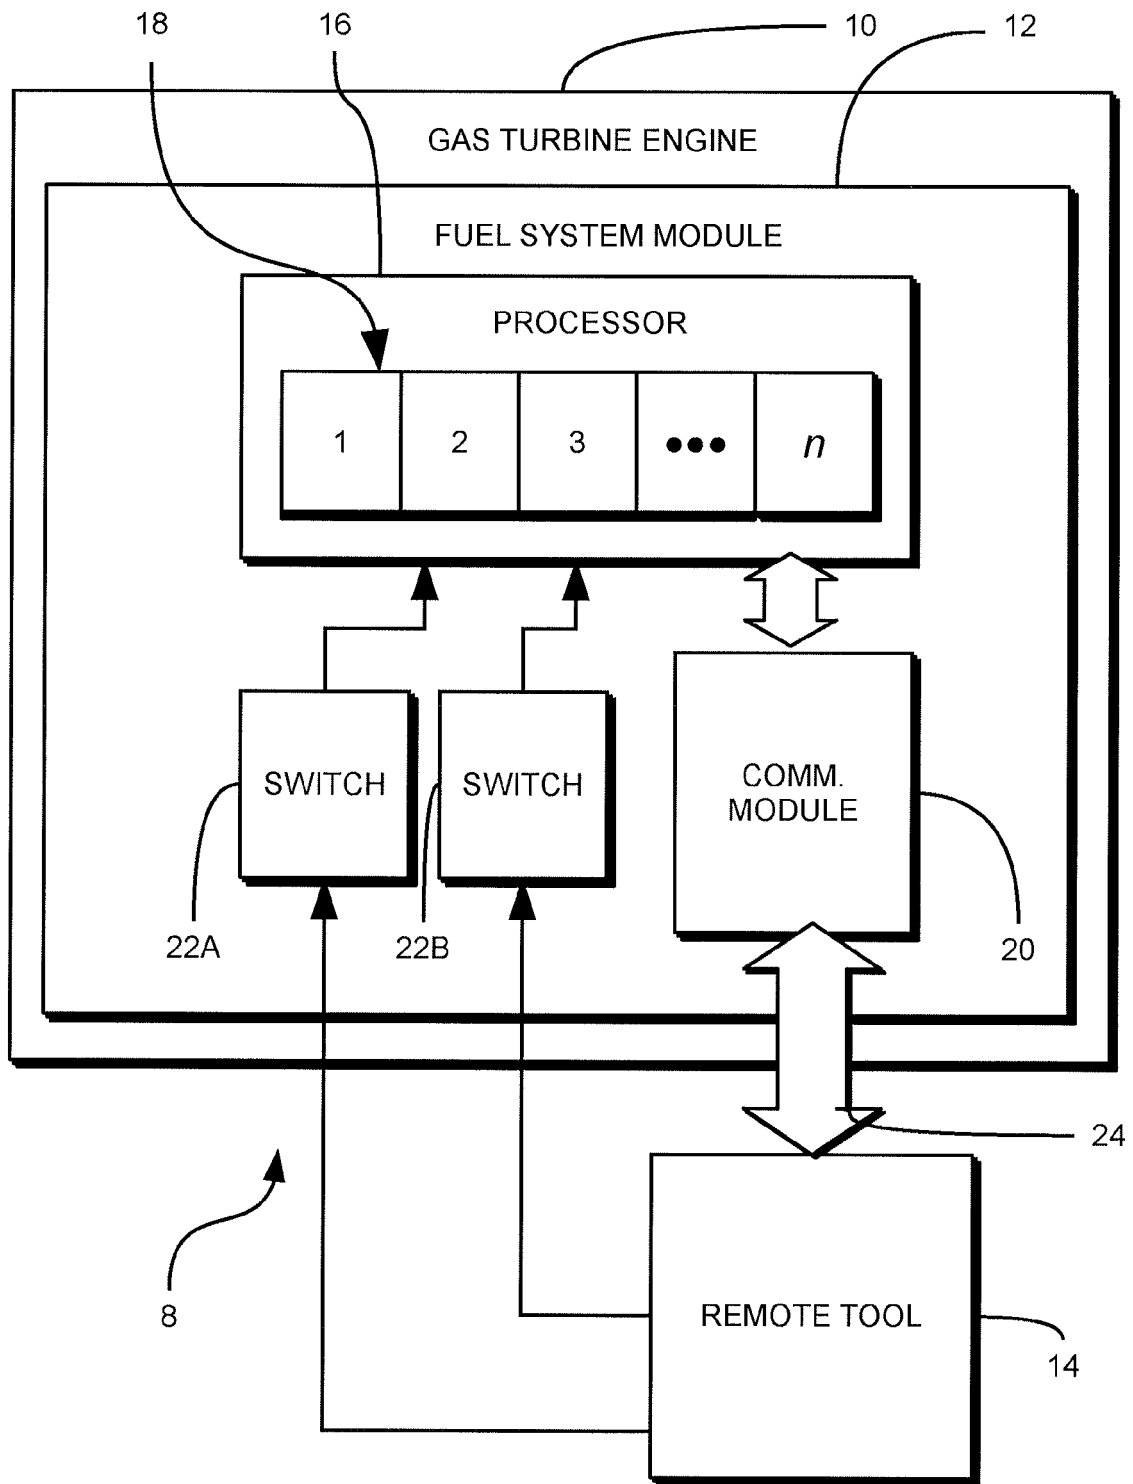 18
16
10
12
GAS TURBINE ENGINE
FUEL SYSTEM MODULE
PROCESSOR
1 2 3 ••• n
SWITCH
SWITCH
COMM.
MODULE
22A
22B
20
24
8
REMOTE TOOL
14